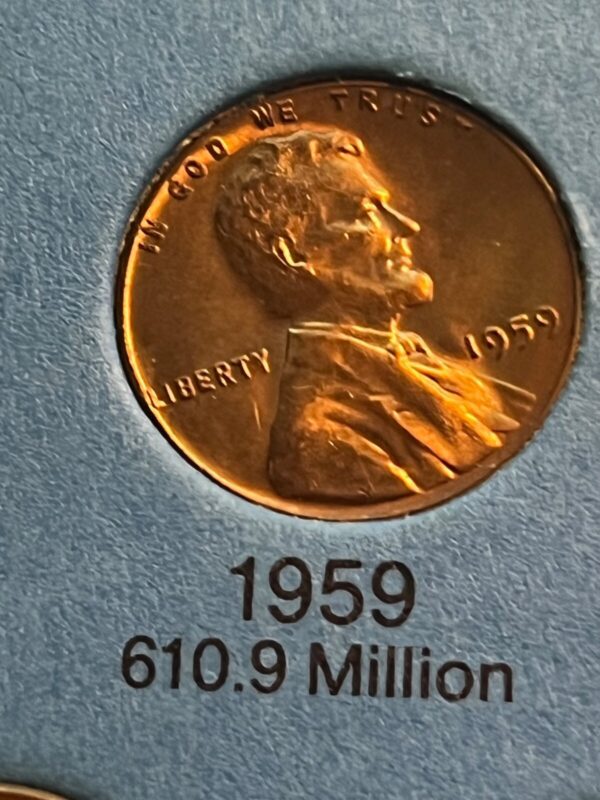 IN GOD WE TRUST
LIBERTY
1959
1959
610.9 Million